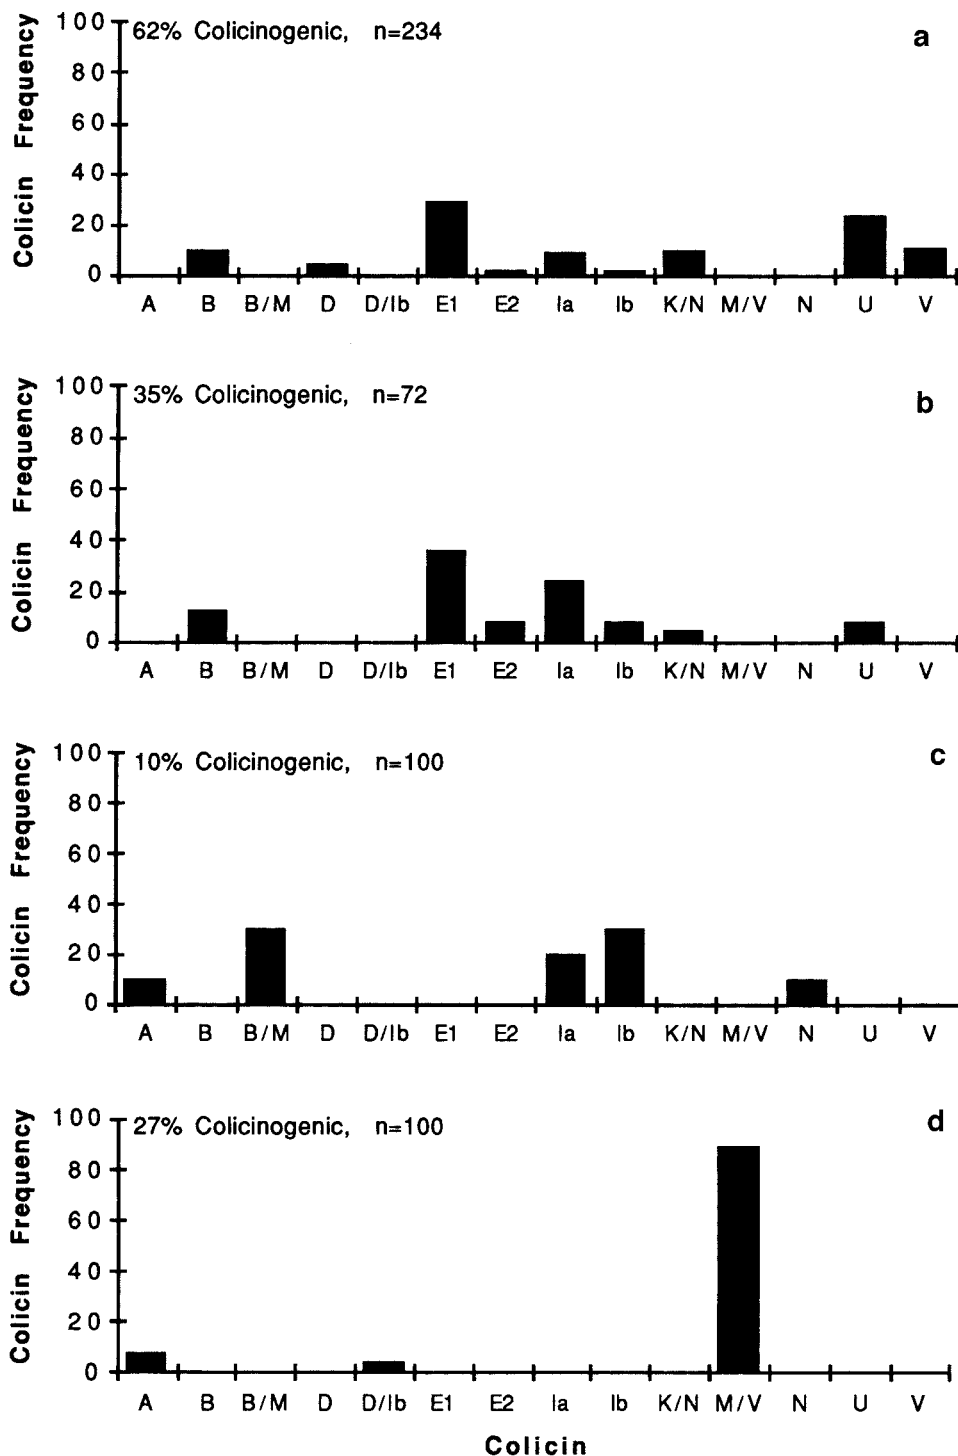 62% Colicinogenic, n=234
a
Colicin Frequency
100
80
60
40
20
0
A B B/M D D/Ib E1 E2 Ia Ib K/N M/V N U V
35% Colicinogenic, n=72
b
Colicin Frequency
100
80
60
40
20
0
A B B/M D D/Ib E1 E2 Ia Ib K/N M/V N U V
10% Colicinogenic, n=100
c
Colicin Frequency
100
80
60
40
20
0
A B B/M D D/Ib E1 E2 Ia Ib K/N M/V N U V
27% Colicinogenic, n=100
d
Colicin Frequency
100
80
60
40
20
0
A B B/M D D/Ib E1 E2 Ia Ib K/N M/V N U V
Colicin